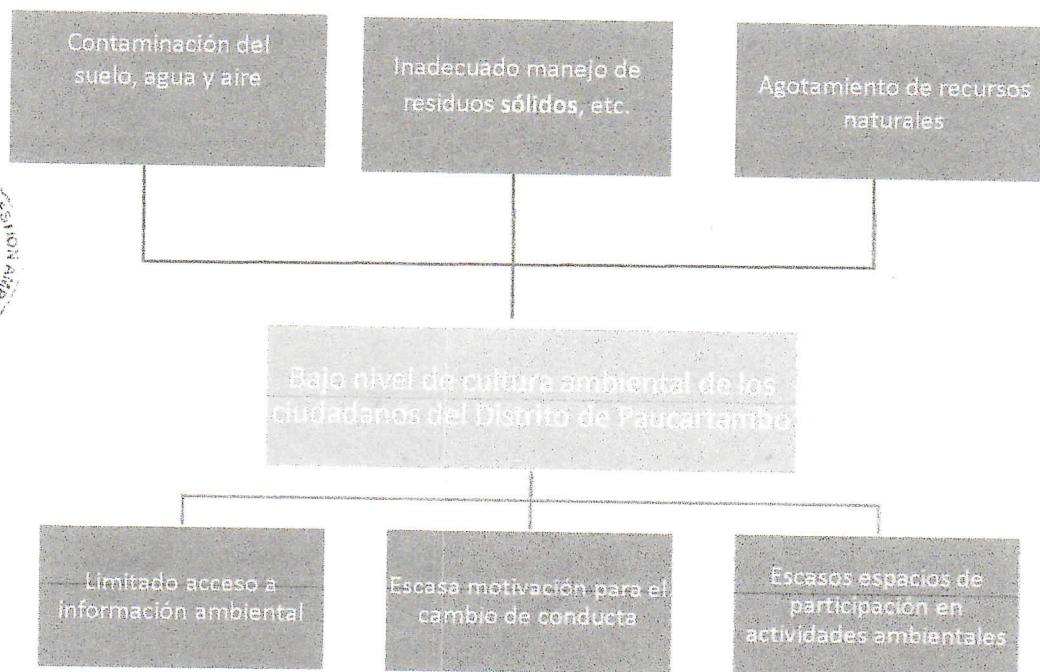 Contaminación del
suelo, agua y aire
Inadecuado manejo de
residuos sólidos, etc.
Agotamiento de recursos
naturales
Bajo nivel de cultura ambiental de los
ciudadanos del Distrito de Paucartambo
Limitado acceso a
información ambiental
Escasa motivación para el
cambio de conducta
Escasos espacios de
participación en
actividades ambientales